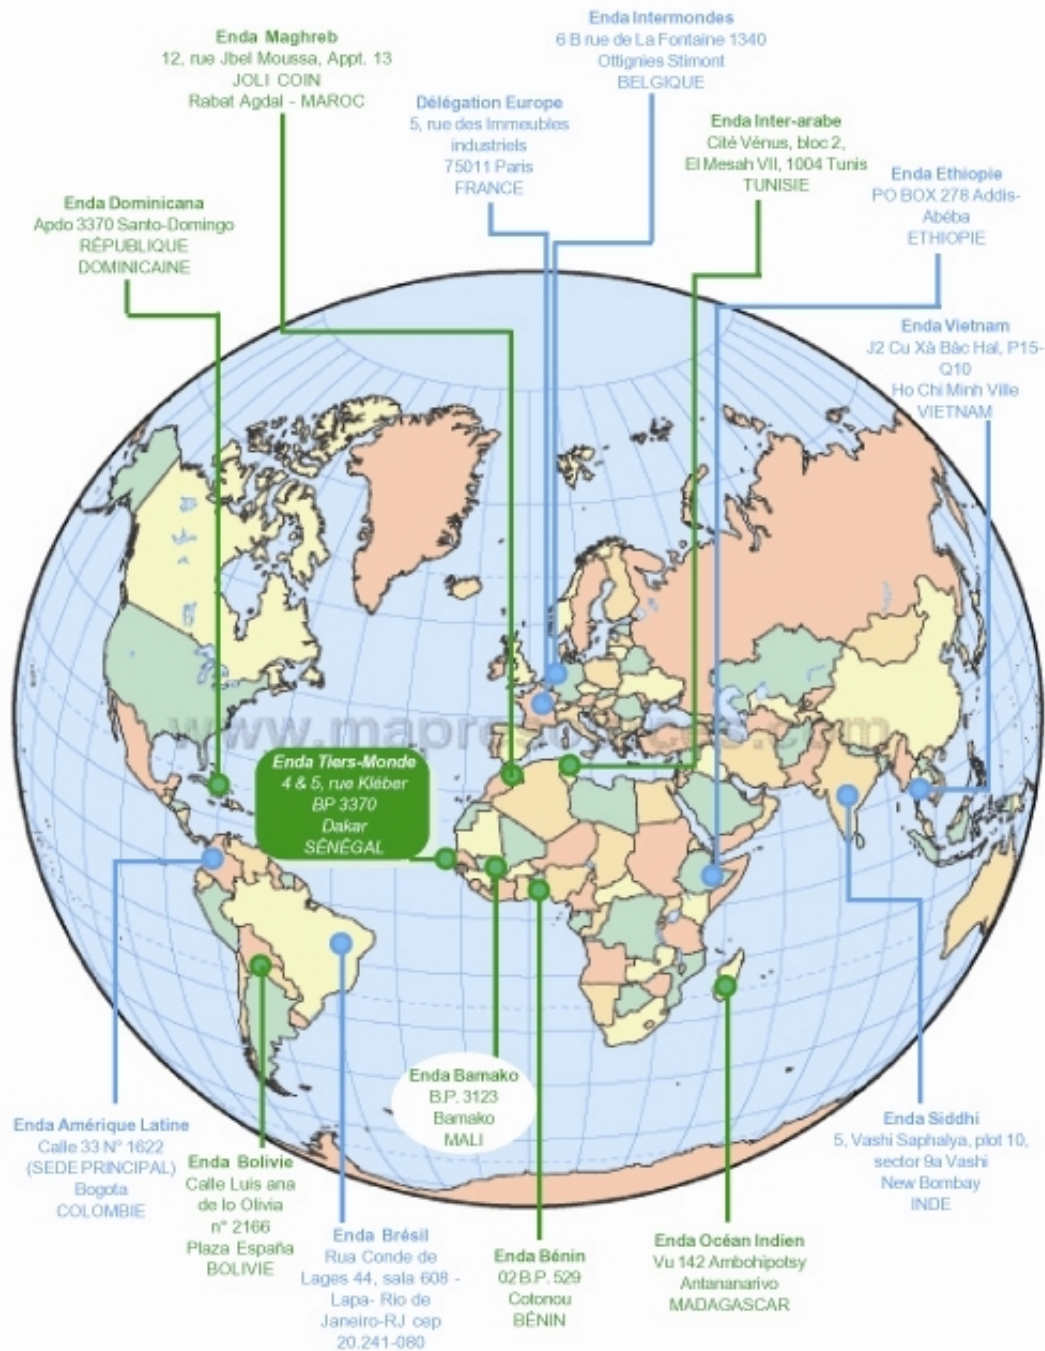 Enda Intermondes
6 B rue de La Fontaine 1340
Ottignies Stimont
BELGIQUE
Enda Maghreb
12, rue Jbel Moussa, Appt. 13
JOLI COIN
Rabat Agdal - MAROC
Délégation Europe
5, rue des Immeubles
industriels
75011 Paris
FRANCE
Enda Inter-arabe
Cité Vénus, bloc 2,
El Mesah VII, 1004 Tunis
TUNISIE
Enda Ethiopie
PO BOX 278 Addis-
Abéba
ETHIOPIE
Enda Dominicana
Apdo 3370 Santo-Domingo
RÉPUBLIQUE
DOMINICAINE
Enda Vietnam
J2 Cu Xà Bàc Hal, P15-
Q10
Ho Chi Minh Ville
VIETNAM
www.mapresources.com
Enda Tiers-Monde
4 & 5, rue Kléber
BP 3370
Dakar
SÉNÉGAL
Enda Bamako
B.P. 3123
Bamako
MALI
Enda Amérique Latine
Calle 33 N° 1622
(SEDE PRINCIPAL)
Bogota
COLOMBIE
Enda Bolivie
Calle Luis ana
de lo Olivia
n° 2166
Plaza España
BOLIVIE
Enda Brésil
Rua Conde de
Lages 44, sala 608 -
Lapa- Rio de
Janeiro-RJ cep
20.241-080
Enda Bénin
02 B.P. 529
Cotonou
BÉNIN
Enda Océan Indien
Vu 142 Ambohipotsy
Antananarivo
MADAGASCAR
Enda Siddhi
5, Vashi Saphalya, plot 10,
sector 9a Vashi
New Bombay
INDE